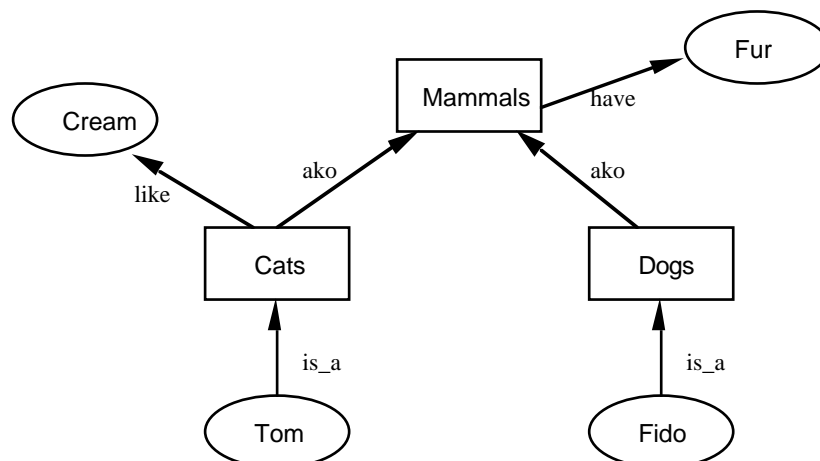 Fur
Mammals
have
Cream
ako
ako
like
Cats
Dogs
is_a
is_a
Tom
Fido